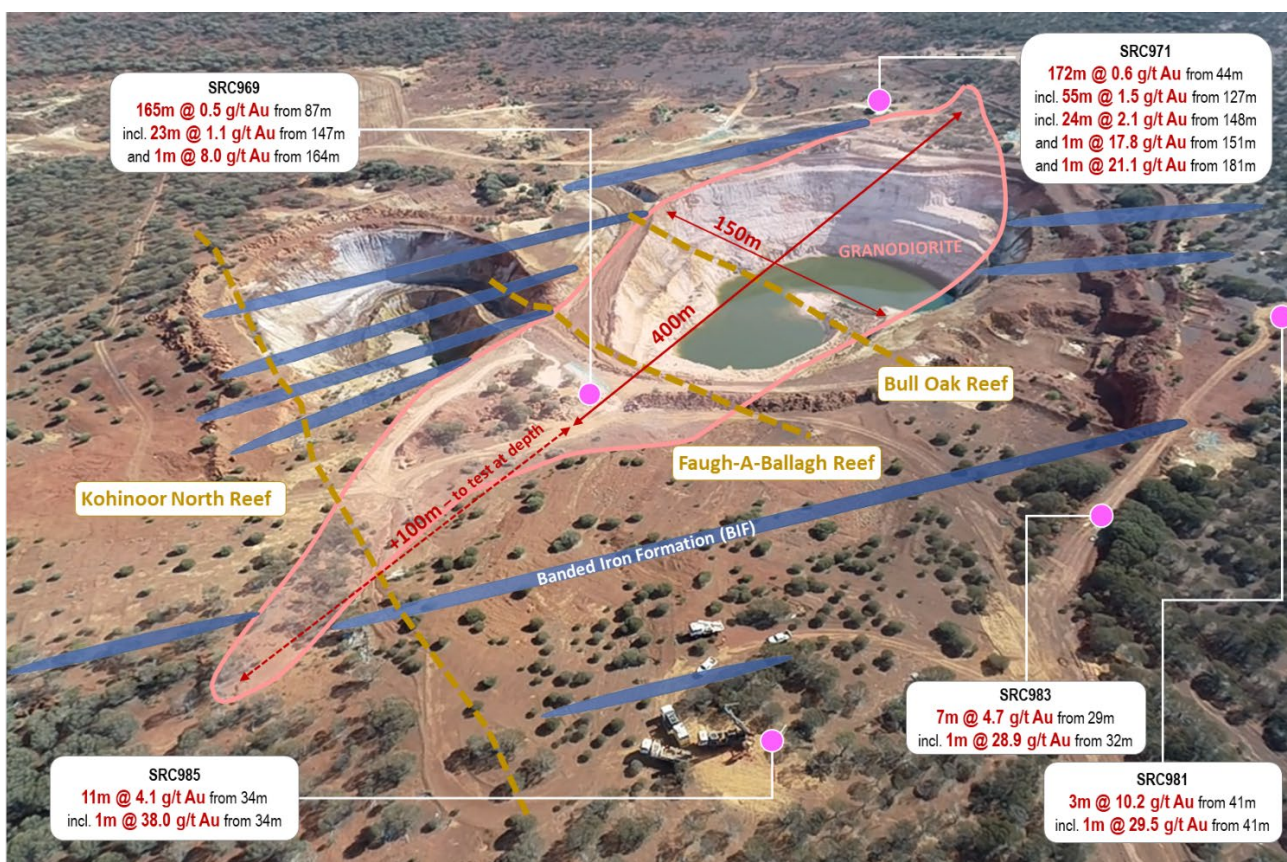 SRC969
165m @ 0.5 g/t Au from 87m
incl. 23m @ 1.1 g/t Au from 147m
and 1m @ 8.0 g/t Au from 164m
SRC971
172m @ 0.6 g/t Au from 44m
incl. 55m @ 1.5 g/t Au from 127m
incl. 24m @ 2.1 g/t Au from 148m
and 1m @ 17.8 g/t Au from 151m
and 1m @ 21.1 g/t Au from 181m
150m
GRANODIORITE
400m
Bull Oak Reef
Faugh-A-Ballagh Reef
Kohinoor North Reef
+100m – to test at depth
Banded Iron Formation (BIF)
SRC983
7m @ 4.7 g/t Au from 29m
incl. 1m @ 28.9 g/t Au from 32m
SRC985
11m @ 4.1 g/t Au from 34m
incl. 1m @ 38.0 g/t Au from 34m
SRC981
3m @ 10.2 g/t Au from 41m
incl. 1m @ 29.5 g/t Au from 41m